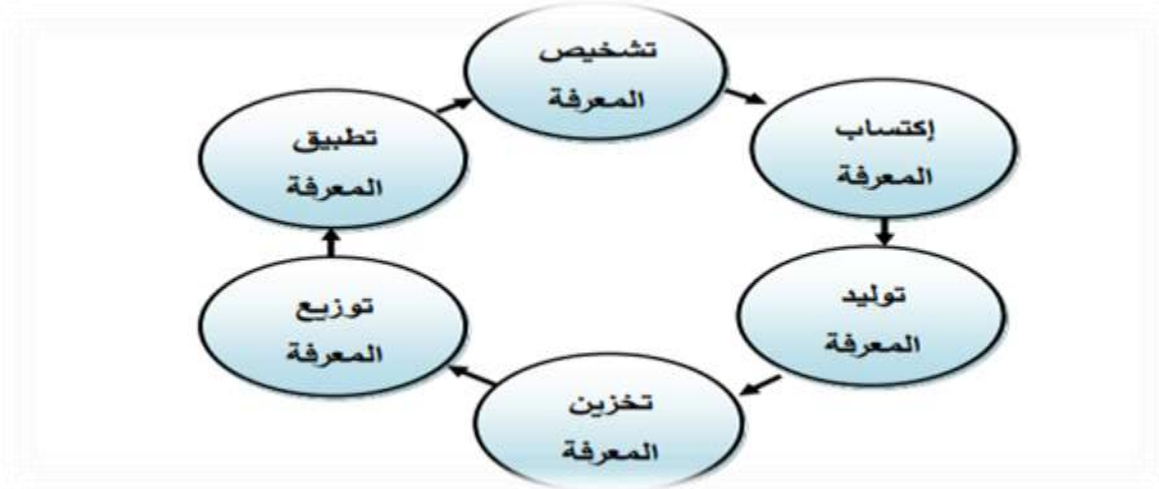 تشخيص
المعرفة
إكتساب
المعرفة
توليد
المعرفة
تخزين
المعرفة
توزيع
المعرفة
تطبيق
المعرفة